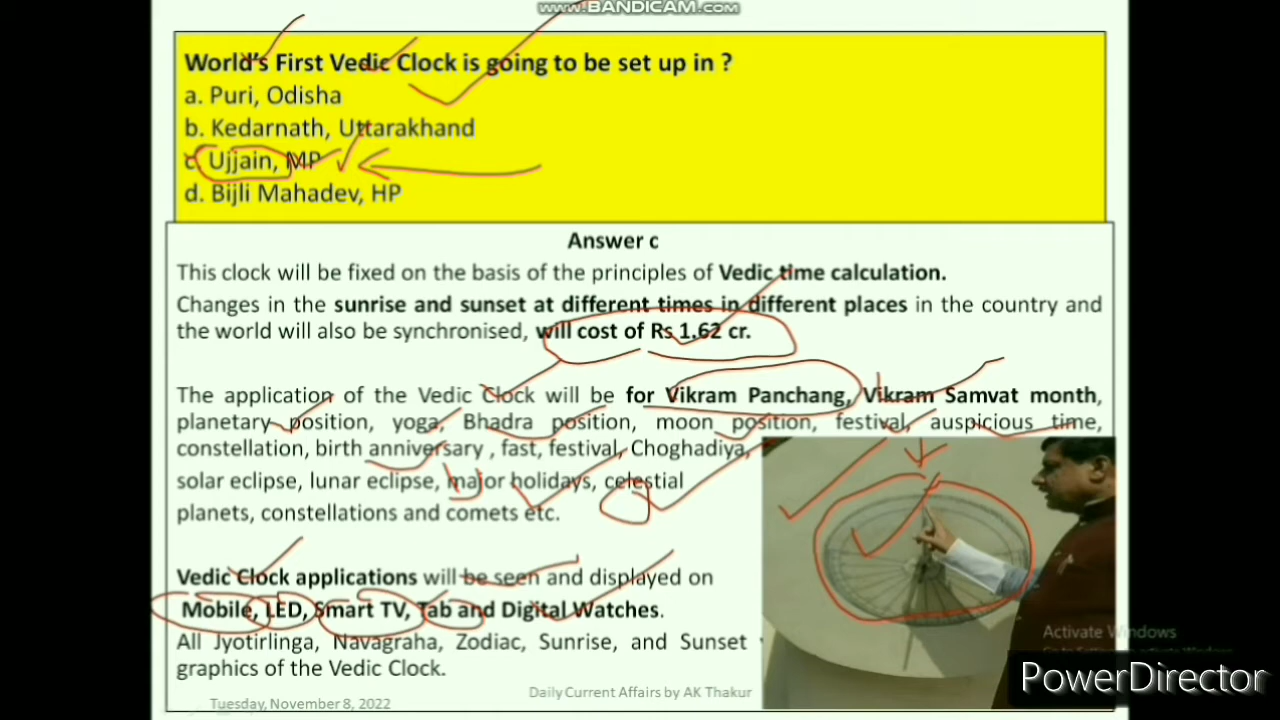 www.BANDICAM.com
World's First Vedic Clock is going to be set up in ?
a. Puri, Odisha
b. Kedarnath, Uttarakhand
c. Ujjain, MP
d. Bijli Mahadev, HP
Answer c
This clock will be fixed on the basis of the principles of Vedic time calculation.
Changes in the sunrise and sunset at different times in different places in the country and
the world will also be synchronised, will cost of Rs 1.62 cr.
The application of the Vedic Clock will be for Vikram Panchang, Vikram Samvat month,
planetary position, yoga, Bhadra position, moon position, festival, auspicious time,
constellation, birth anniversary , fast, festival, Choghadiya,
solar eclipse, lunar eclipse, major holidays, celestial
planets, constellations and comets etc.
Vedic Clock applications will be seen and displayed on
Mobile, LED, Smart TV, Tab and Digital Watches.
All Jyotirlinga, Navagraha, Zodiac, Sunrise, and Sunset
graphics of the Vedic Clock.
Activate Windows
PowerDirector
Daily Current Affairs by AK Thakur
Tuesday, November 8, 2022